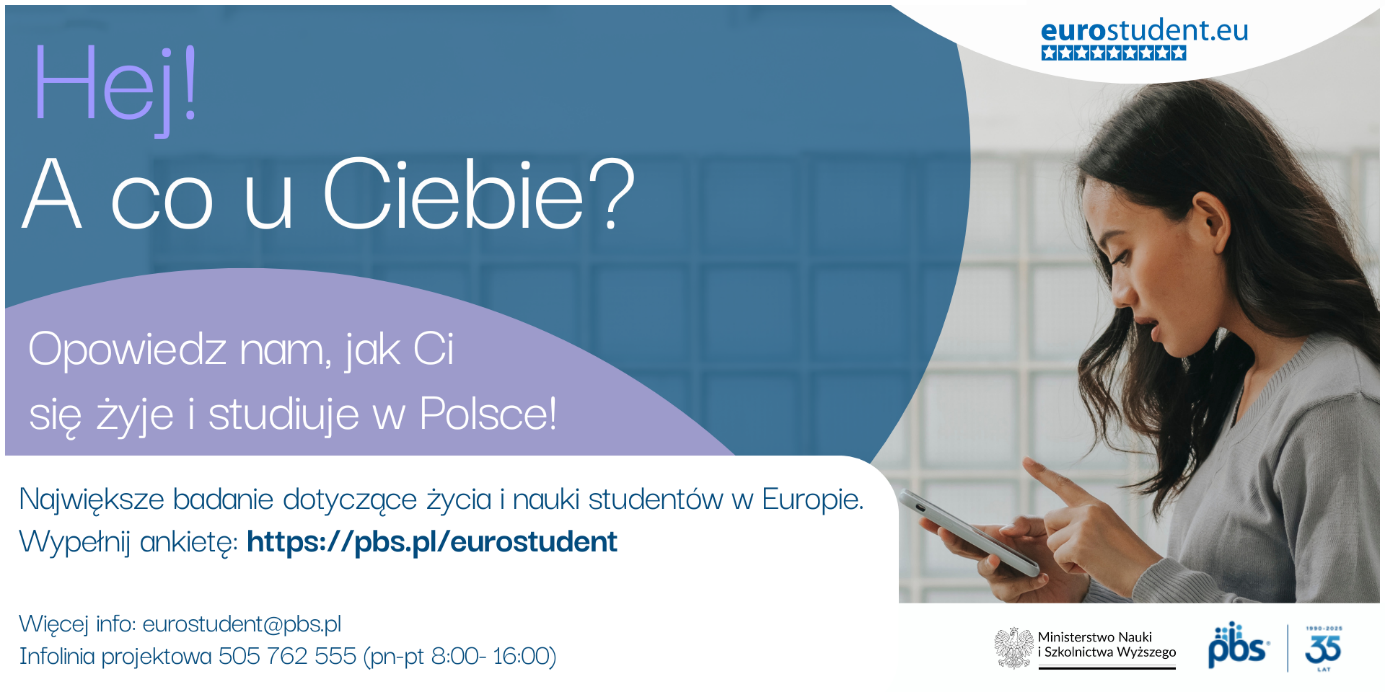 eurostudent.eu
Hej!
A co u Ciebie?
Opowiedz nam, jak Ci
się żyje i studiuje w Polsce!
Największe badanie dotyczące życia i nauki studentów w Europie.
Wypełnij ankietę: https://pbs.pl/eurostudent
Więcej info: eurostudent@pbs.pl
Infolinia projektowa 505 762 555 (pn-pt 8:00- 16:00)
Ministerstwo Nauki
i Szkolnictwa Wyższego
pbs®
1990-2025
35
LAT